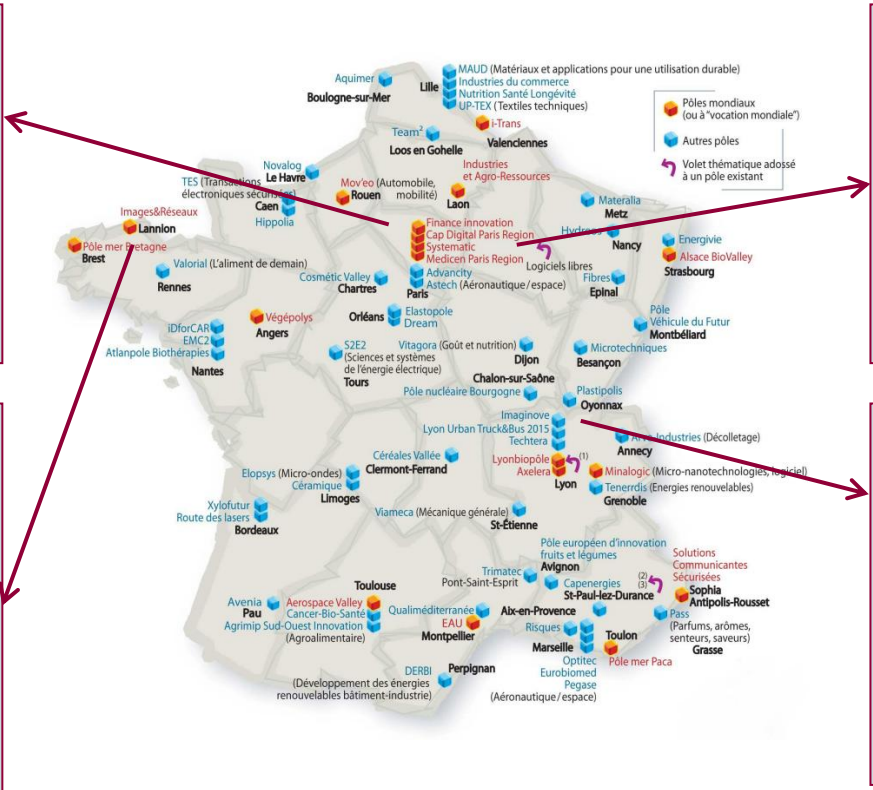 MAUD (Matériaux et applications pour une utilisation durable)
Industries du commerce
Nutrition Santé Longévité
UP-TEX (Textiles techniques)
Lille
Aquimer
Boulogne-sur-Mer
i-Trans
Valenciennes
Team²
Loos en Gohelle
Pôles mondiaux
(ou à "vocation mondiale")
Autres pôles
Volet thématique adossé
à un pôle existant
Novalog
Le Havre
TES (Transactions
électroniques sécurisées)
Caen
Hippolia
Mov'eo (Automobile,
mobilité)
Rouen
Industries
et Agro-Ressources
Laon
Materalia
Metz
Nancy
Energivie
Alsace BioValley
Strasbourg
Images&Réseaux
Lannion
Pôle mer Bretagne
Brest
Valorial (L'aliment de demain)
Rennes
Finance innovation
Cap Digital Paris Region
Systematic
Medicen Paris Region
Logiciels libres
Advancity
Astech (Aéronautique/espace)
Paris
Cosmétic Valley
Chartres
Fibres
Epinal
Elastopole
Dream
Orléans
Végépolys
Angers
iDforCAR
EMC2
Atlanpole Biothérapies
Nantes
S2E2
(Sciences et systèmes
de l'énergie électrique)
Tours
Vitagora (Goût et nutrition)
Dijon
Pôle
Véhicule du Futur
Montbéliard
Microtechniques
Besançon
Chalon-sur-Saône
Pôle nucléaire Bourgogne
Plastipolis
Oyonnax
Imaginove
Lyon Urban Truck&Bus 2015
Techtera
Lyonbiopôle
Axelera
(1)
Lyon
Industries (Décolletage)
Annecy
Minalogic (Micro-nanotechnologies, logiciel)
Tenerrdis (Energies renouvelables)
Grenoble
Céréales Vallée
Clermont-Ferrand
Elopsys (Micro-ondes)
Céramique
Limoges
Xylofutur
Route des lasers
Bordeaux
Viameca (Mécanique générale)
St-Étienne
Pôle européen d'innovation
fruits et légumes
Avignon
Trimatec
Pont-Saint-Esprit
Capenergies
St-Paul-lez-Durance
(2)
(3)
Solutions
Communicantes
Sécurisées
Sophia
Antipolis-Rousset
Toulouse
Aerospace Valley
Cancer-Bio-Santé
Agrimip Sud-Ouest Innovation
(Agroalimentaire)
Avenia
Pau
Qualiméditerranée
EAU
Montpellier
Aix-en-Provence
Risques
Marseille
Optitec
Eurobiomed
Pegase
(Aéronautique/espace)
Toulon
Pôle mer Paca
Pass
(Parfums, arômes,
senteurs, saveurs)
Grasse
DERBI
Perpignan
(Développement des énergies
renouvelables bâtiment-industrie)